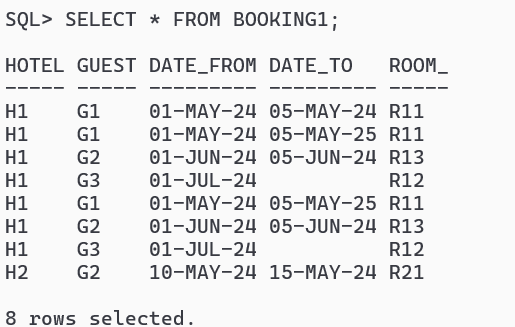 SQL> SELECT * FROM BOOKING1;
HOTEL GUEST DATE_FROM DATE_TO   ROOM_
----- ----- --------- --------- -----
H1    G1    01-MAY-24 05-MAY-24 R11
H1    G1    01-MAY-24 05-MAY-25 R11
H1    G2    01-JUN-24 05-JUN-24 R13
H1    G3    01-JUL-24           R12
H1    G1    01-MAY-24 05-MAY-25 R11
H1    G2    01-JUN-24 05-JUN-24 R13
H1    G3    01-JUL-24           R12
H2    G2    10-MAY-24 15-MAY-24 R21
8 rows selected.